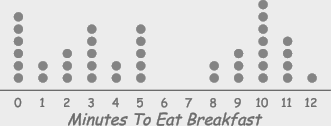 0 1 2 3 4 5 6 7 8 9 10 11 12
Minutes To Eat Breakfast